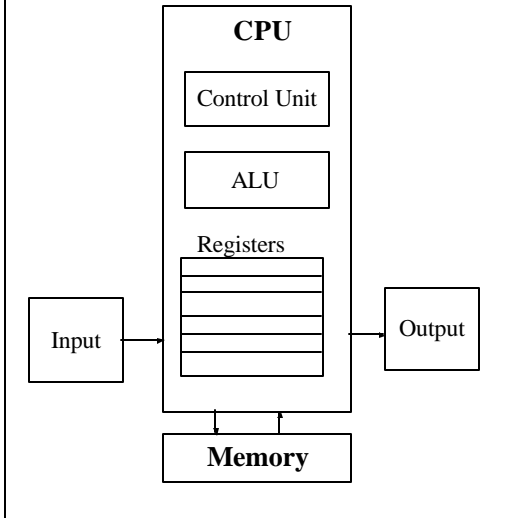 CPU
Control Unit
ALU
Registers
Input
Output
Memory